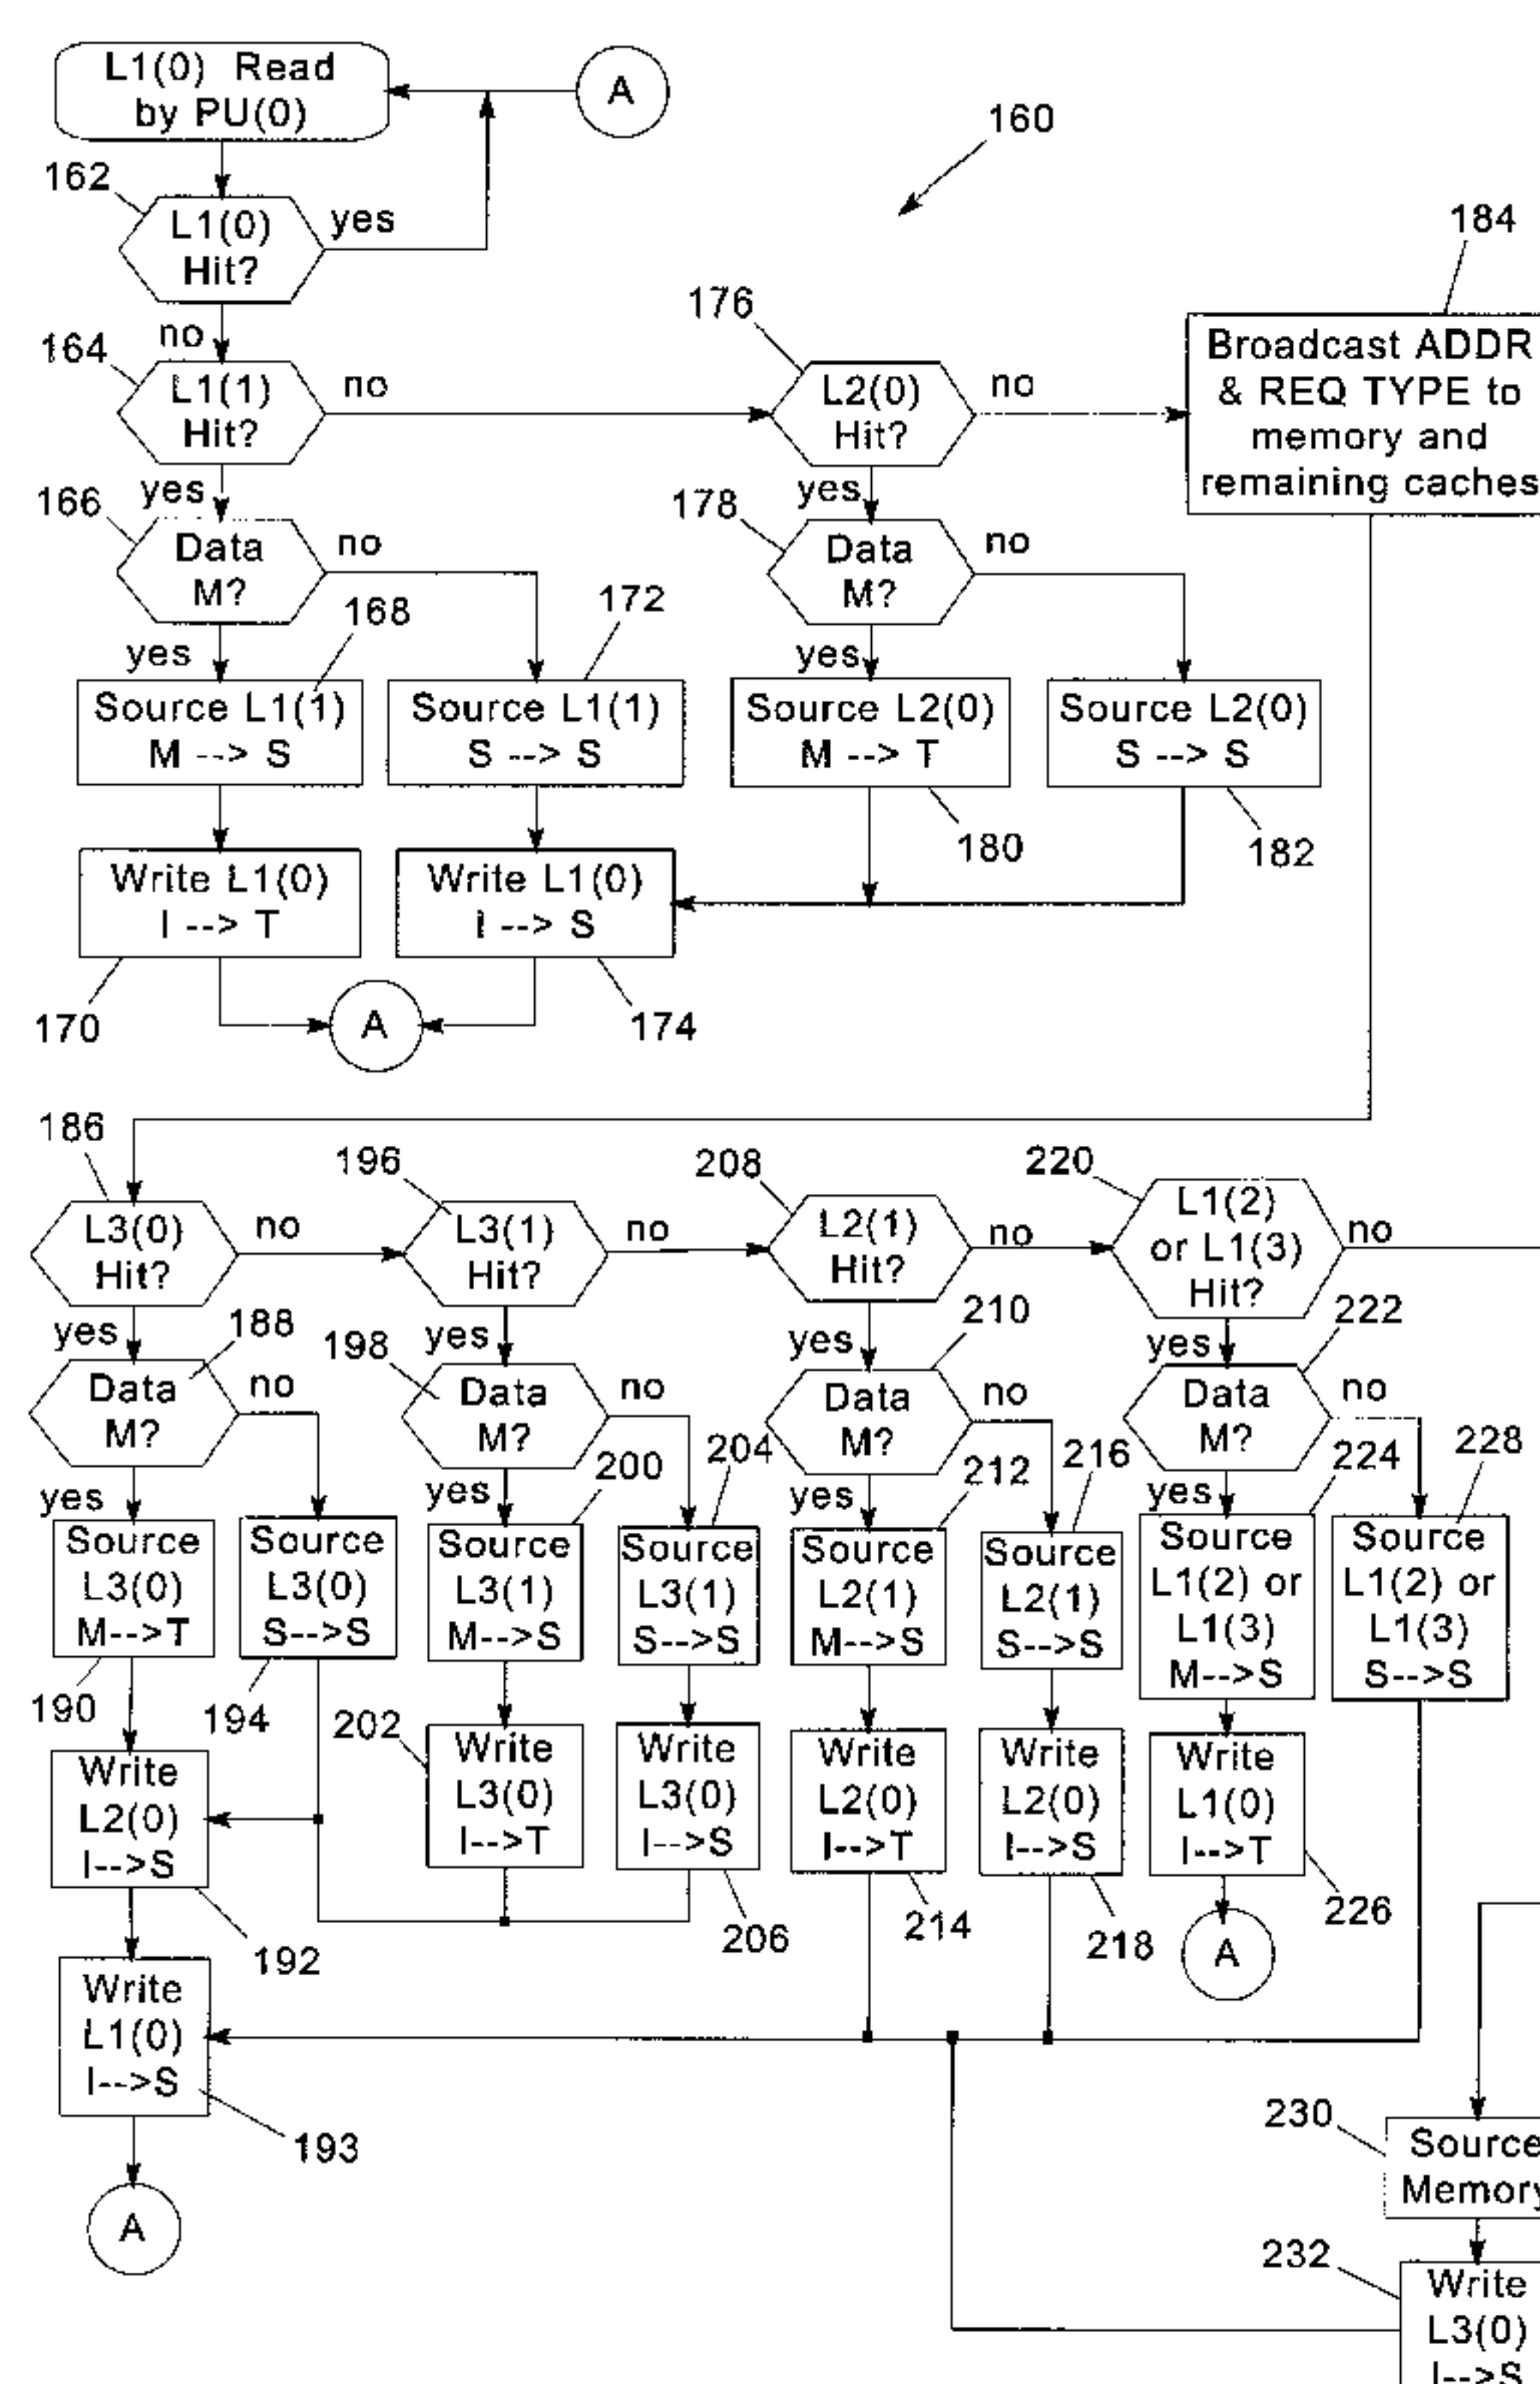 L1(0) Read
by PU(0)
A
160
162
L1(0)
Hit?
yes
no
184
176
164
L1(1)
Hit?
no
L2(0)
Hit?
no
Broadcast ADDR
& REQ TYPE to
memory and
remaining caches
yes
yes
166
Data
M?
no
178
Data
M?
no
168
172
yes
yes
Source L1(1)
M --> S
Source L1(1)
S --> S
Source L2(0)
M --> T
Source L2(0)
S --> S
180
182
Write L1(0)
I --> T
Write L1(0)
I --> S
170
A
174
186
196
208
220
L3(0)
Hit?
no
L3(1)
Hit?
no
L2(1)
Hit?
no
L1(2)
or L1(3)
Hit?
no
yes
188
yes
198
yes
210
yes
222
Data
M?
no
Data
M?
no
Data
M?
no
Data
M?
no
yes
yes
200
204
yes
212
216
yes
224
228
Source
L3(0)
M-->T
Source
L3(0)
S-->S
Source
L3(1)
M-->S
Source
L3(1)
S-->S
Source
L2(1)
M-->S
Source
L2(1)
S-->S
Source
L1(2) or
L1(3)
M-->S
Source
L1(2) or
L1(3)
S-->S
190
194
202
Write
L2(0)
I-->S
Write
L3(0)
I-->T
Write
L3(0)
I-->S
Write
L2(0)
I-->T
Write
L2(0)
I-->S
Write
L1(0)
I-->T
192
206
214
218
226
A
Write
L1(0)
I-->S
193
A
230
Source
Memory
232
Write
L3(0)
I-->S